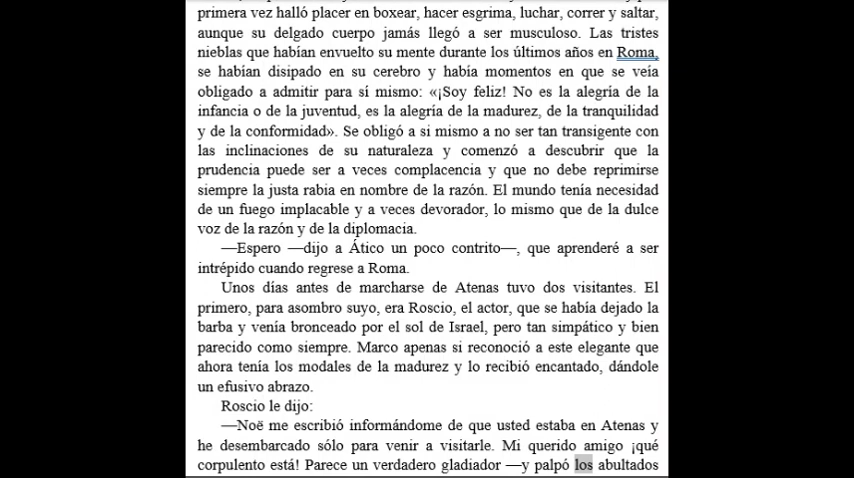 primera vez halló placer en boxear, hacer esgrima, luchar, correr y saltar,
aunque su delgado cuerpo jamás llegó a ser musculoso. Las tristes
nieblas que habían envuelto su mente durante los últimos años en Roma,
se habían disipado en su cerebro y había momentos en que se veía
obligado a admitir para sí mismo: «¡Soy feliz! No es la alegría de la
infancia o de la juventud, es la alegría de la madurez, de la tranquilidad
y de la conformidad». Se obligó a si mismo a no ser tan transigente con
las inclinaciones de su naturaleza y comenzó a descubrir que la
prudencia puede ser a veces complacencia y que no debe reprimirse
siempre la justa rabia en nombre de la razón. El mundo tenía necesidad
de un fuego implacable y a veces devorador, lo mismo que de la dulce
voz de la razón y de la diplomacia.
—Espero —dijo a Ático un poco contrito—, que aprenderé a ser
intrépido cuando regrese a Roma.
Unos días antes de marcharse de Atenas tuvo dos visitantes. El
primero, para asombro suyo, era Roscio, el actor, que se había dejado la
barba y venía bronceado por el sol de Israel, pero tan simpático y bien
parecido como siempre. Marco apenas si reconoció a este elegante que
ahora tenía los modales de la madurez y lo recibió encantado, dándole
un efusivo abrazo.
Roscio le dijo:
—Noë me escribió informándome de que usted estaba en Atenas y
he desembarcado sólo para venir a visitarle. Mi querido amigo ¡qué
corpulento está! Parece un verdadero gladiador —y palpó los abultados